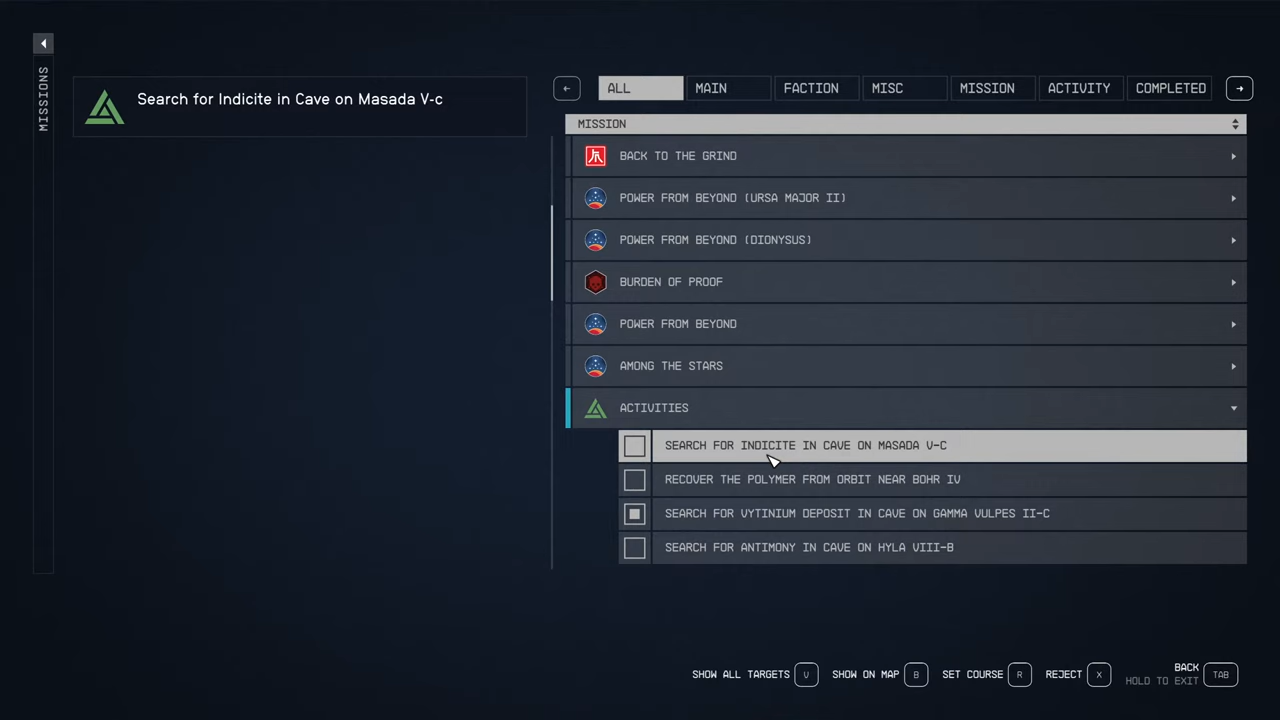 MISSIONS
Search for Indicite in Cave on Masada V-c
ALL MAIN FACTION MISC MISSION ACTIVITY COMPLETED
MISSION
BACK TO THE GRIND
POWER FROM BEYOND (URSA MAJOR II)
POWER FROM BEYOND (DIONYSUS)
BURDEN OF PROOF
POWER FROM BEYOND
AMONG THE STARS
ACTIVITIES
SEARCH FOR INDICITE IN CAVE ON MASADA V-C
RECOVER THE POLYMER FROM ORBIT NEAR BOHR IV
SEARCH FOR VYTINIUM DEPOSIT IN CAVE ON GAMMA VULPES II-C
SEARCH FOR ANTIMONY IN CAVE ON HYLA VIII-B
SHOW ALL TARGETS V SHOW ON MAP B SET COURSE R REJECT X BACK TAB
HOLD TO EXIT